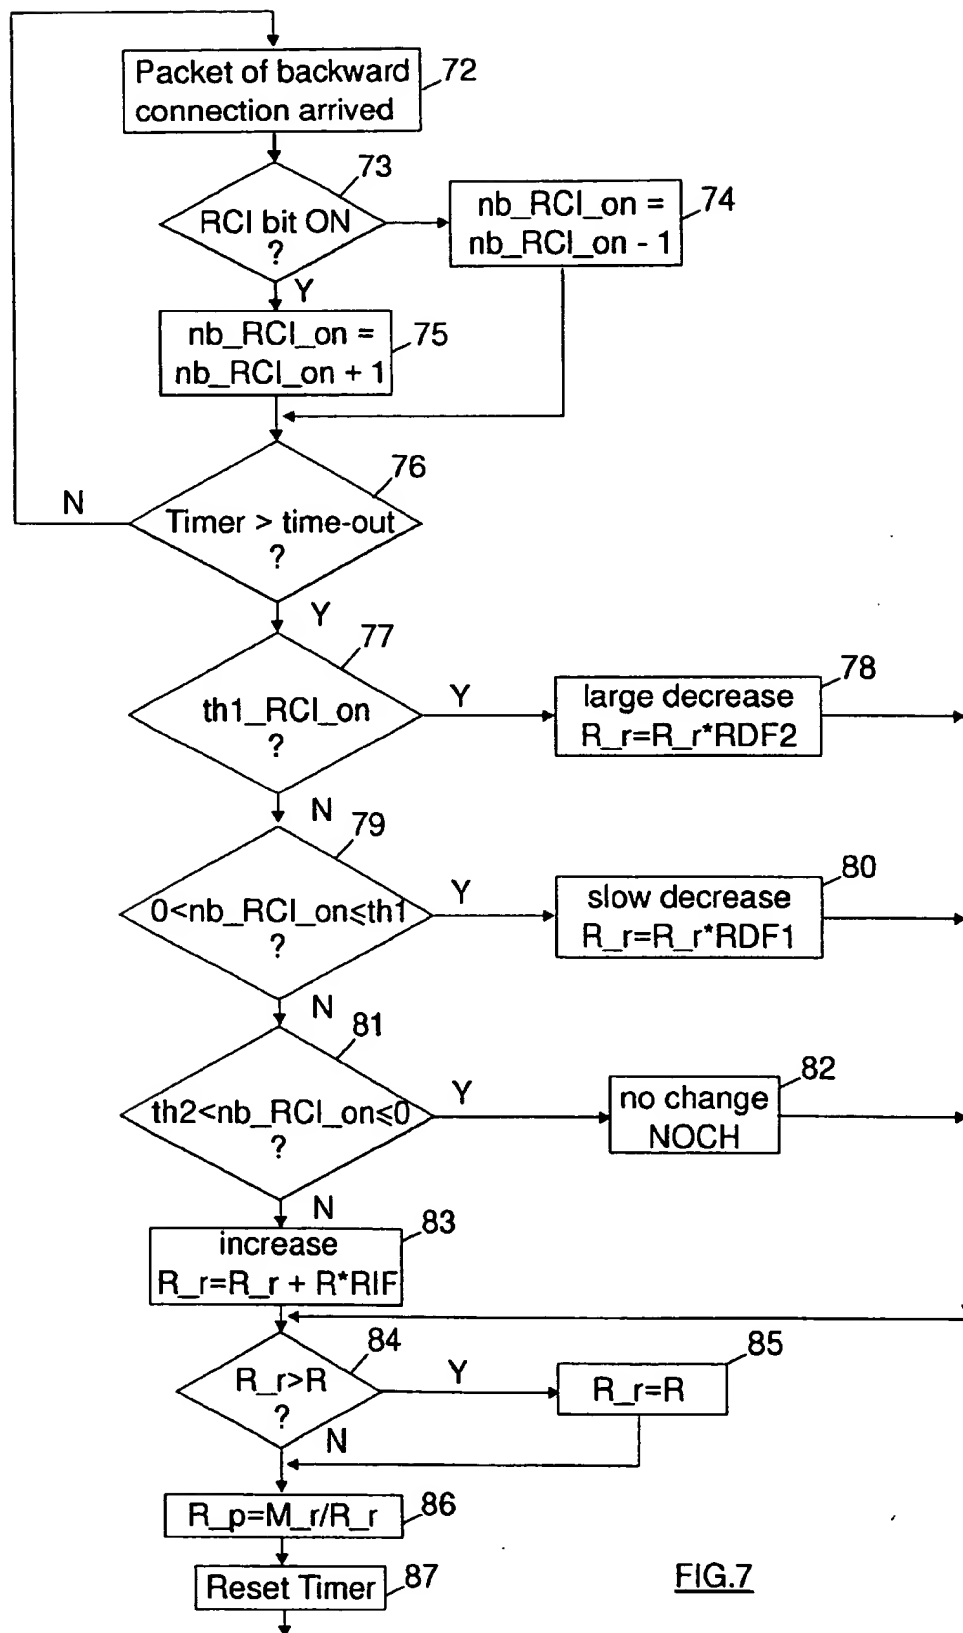 Packet of backward
connection arrived
72
73
RCI bit ON
?
Y
nb_RCI_on =
nb_RCI_on - 1
74
nb_RCI_on =
nb_RCI_on + 1
75
76
Timer > time-out
?
N
Y
77
th1_RCI_on
?
Y
N
large decrease
R_r=R_r*RDF2
78
79
0<nb_RCI_on≤th1
?
Y
N
slow decrease
R_r=R_r*RDF1
80
81
th2<nb_RCI_on≤0
?
Y
N
no change
NOCH
82
increase
R_r=R_r + R*RIF
83
84
R_r>R
?
Y
N
R_r=R
85
R_p=M_r/R_r
86
Reset Timer
87
FIG.7